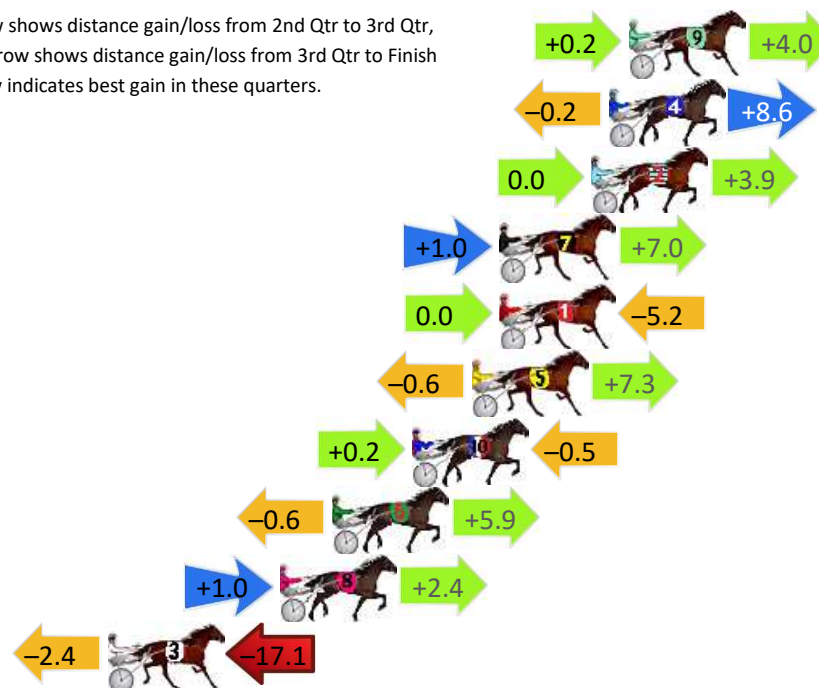 shows distance gain/loss from 2nd Qtr to 3rd Qtr,
row shows distance gain/loss from 3rd Qtr to Finish
indicates best gain in these quarters.
+0.2 9 +4.0
–0.2 4 +8.6
0.0 2 +3.9
+1.0 7 +7.0
0.0 1 –5.2
–0.6 5 +7.3
+0.2 10 –0.5
–0.6 6 +5.9
+1.0 8 +2.4
–2.4 3 –17.1